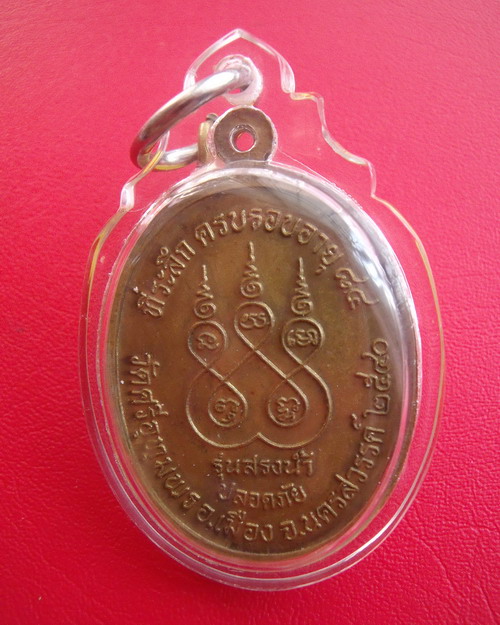 ที่ระลึก ครบรอบอายุ ๘๘
รุ่นสรงน้ำ
ปลอดภัย
วัดศรีอุทุมพร อ.เมือง จ.นครสวรรค์ ๒๕๔๐